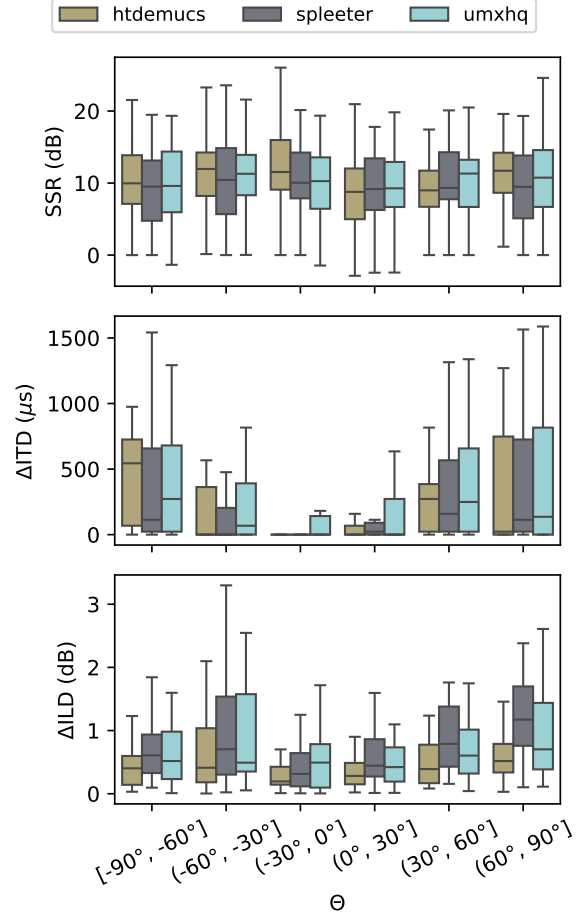 htdemucs spleeter umxhq
SSR (dB)
20
10
0
ΔITD (μs)
1500
1000
500
0
ΔILD (dB)
3
2
1
0
[-90°, -60°] (-60°, -30°] (-30°, 0°] (0°, 30°] (30°, 60°] (60°, 90°]
Θ